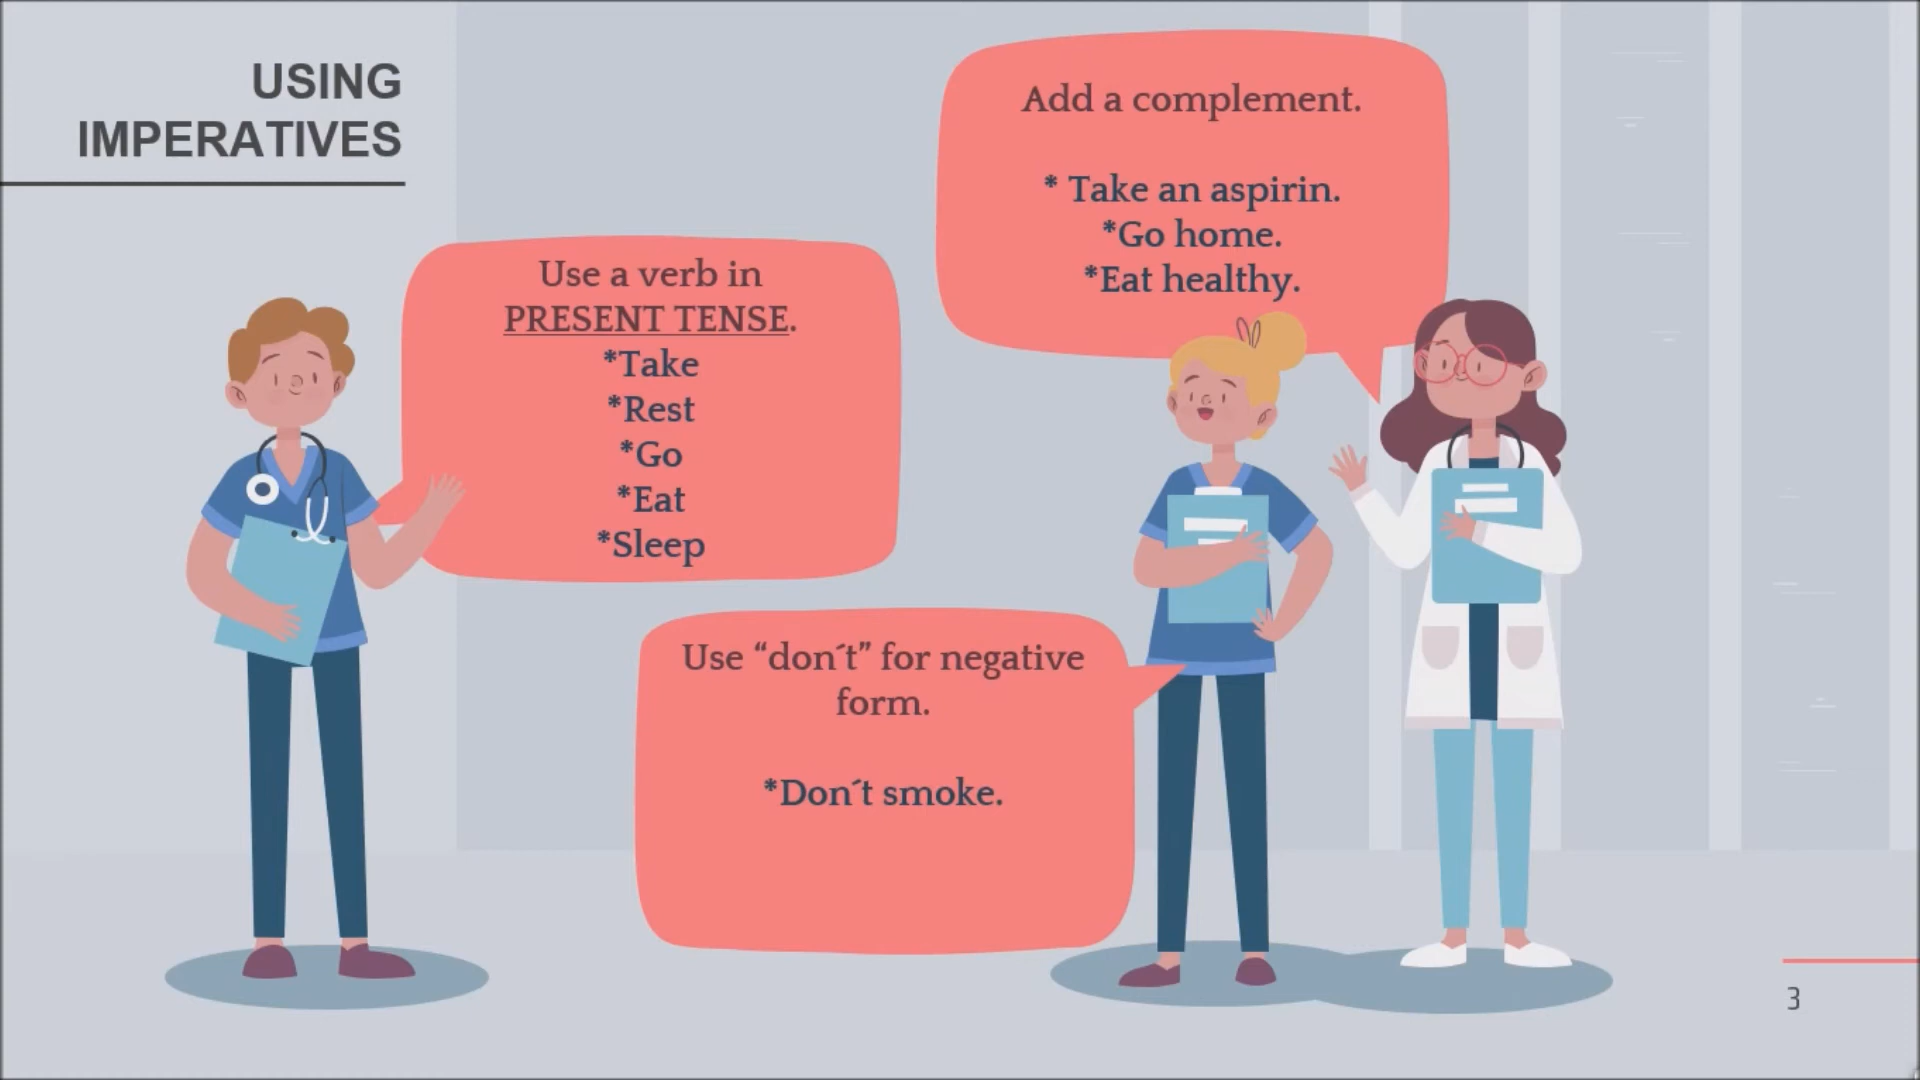 USING
IMPERATIVES
Use a verb in
PRESENT TENSE.
*Take
*Rest
*Go
*Eat
*Sleep
Add a complement.
* Take an aspirin.
*Go home.
*Eat healthy.
Use “don´t” for negative
form.
*Don´t smoke.
3